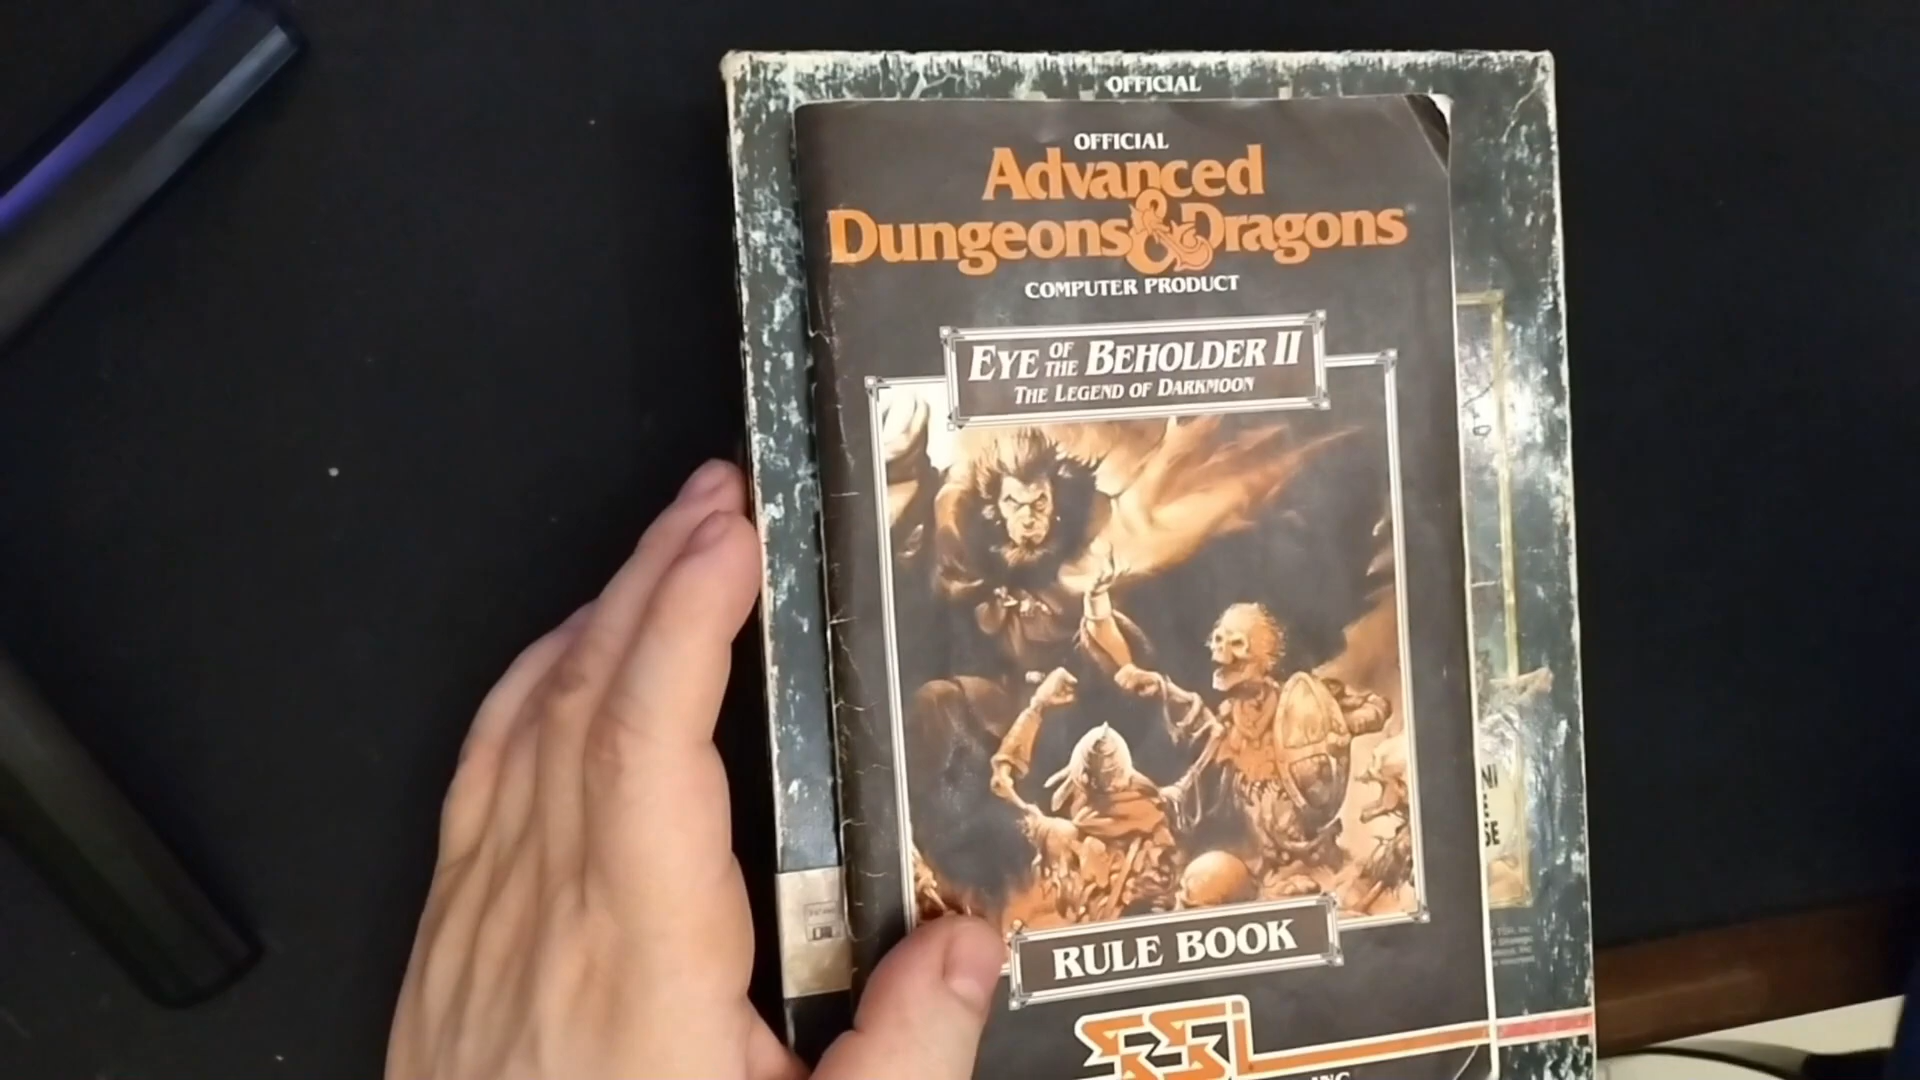 OFFICIAL
OFFICIAL
Advanced
Dungeons & Dragons
COMPUTER PRODUCT
EYE OF THE BEHOLDER II
THE LEGEND OF DARKMOON
RULE BOOK
SSI
INC